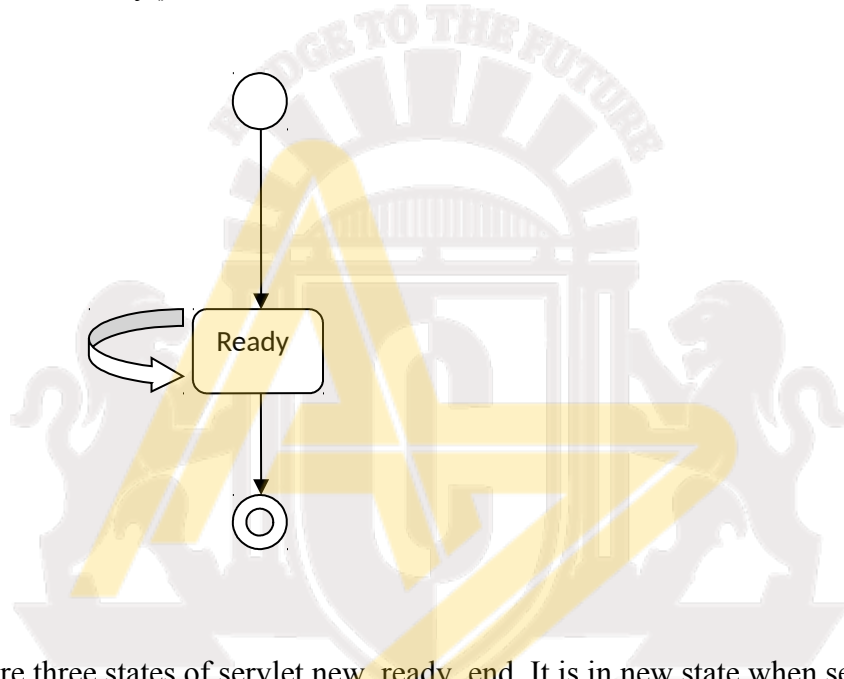 BRIDGE TO THE FUTURE
Ready
re three states of servlet new, ready, end. It is in new state when se